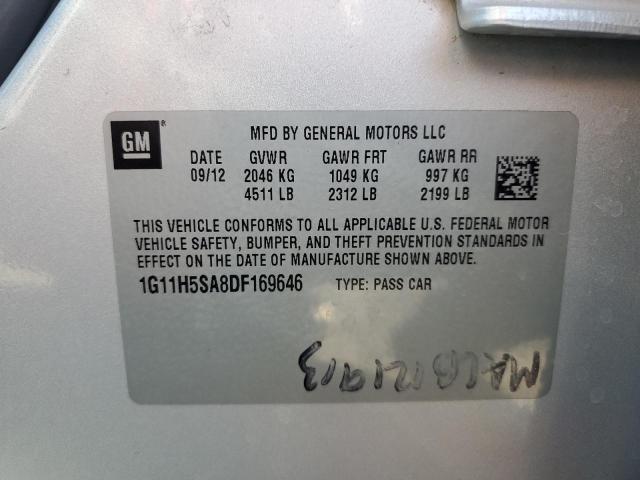 GM®
MFD BY GENERAL MOTORS LLC
DATE GVWR GAWR FRT GAWR RR
09/12 2046 KG 1049 KG 997 KG
4511 LB 2312 LB 2199 LB
THIS VEHICLE CONFORMS TO ALL APPLICABLE U.S. FEDERAL MOTOR
VEHICLE SAFETY, BUMPER, AND THEFT PREVENTION STANDARDS IN
EFFECT ON THE DATE OF MANUFACTURE SHOWN ABOVE.
1G11H5SA8DF169646 TYPE: PASS CAR